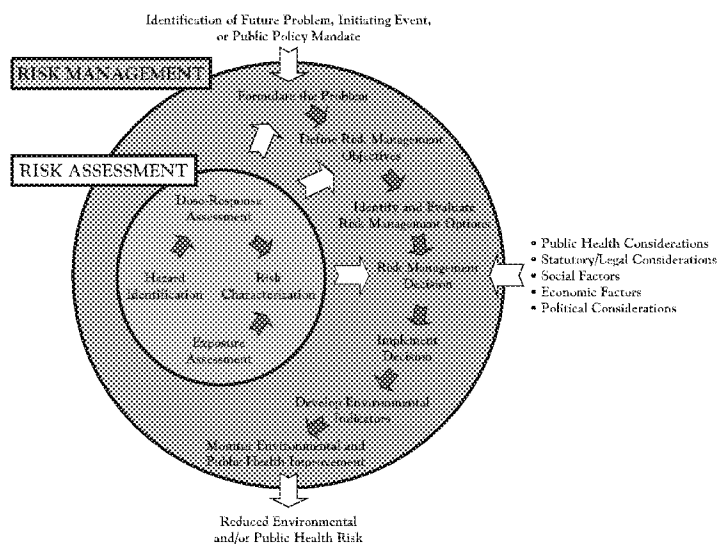 Identification of Future Problem, Initiating Event,
or Public Policy Mandate
RISK MANAGEMENT
Formulate the Problem
Define Risk Management
Objectives
RISK ASSESSMENT
Dose-Response
Assessment
Identify and Evaluate
Risk Management Options
Hazard
Identification
Risk
Characterization
Risk Management
Decision
• Public Health Considerations
• Statutory/Legal Considerations
• Social Factors
• Economic Factors
• Political Considerations
Exposure
Assessment
Implement
Decision
Develop Environmental
Indicators
Monitor Environmental and
Public Health Improvement
Reduced Environmental
and/or Public Health Risk